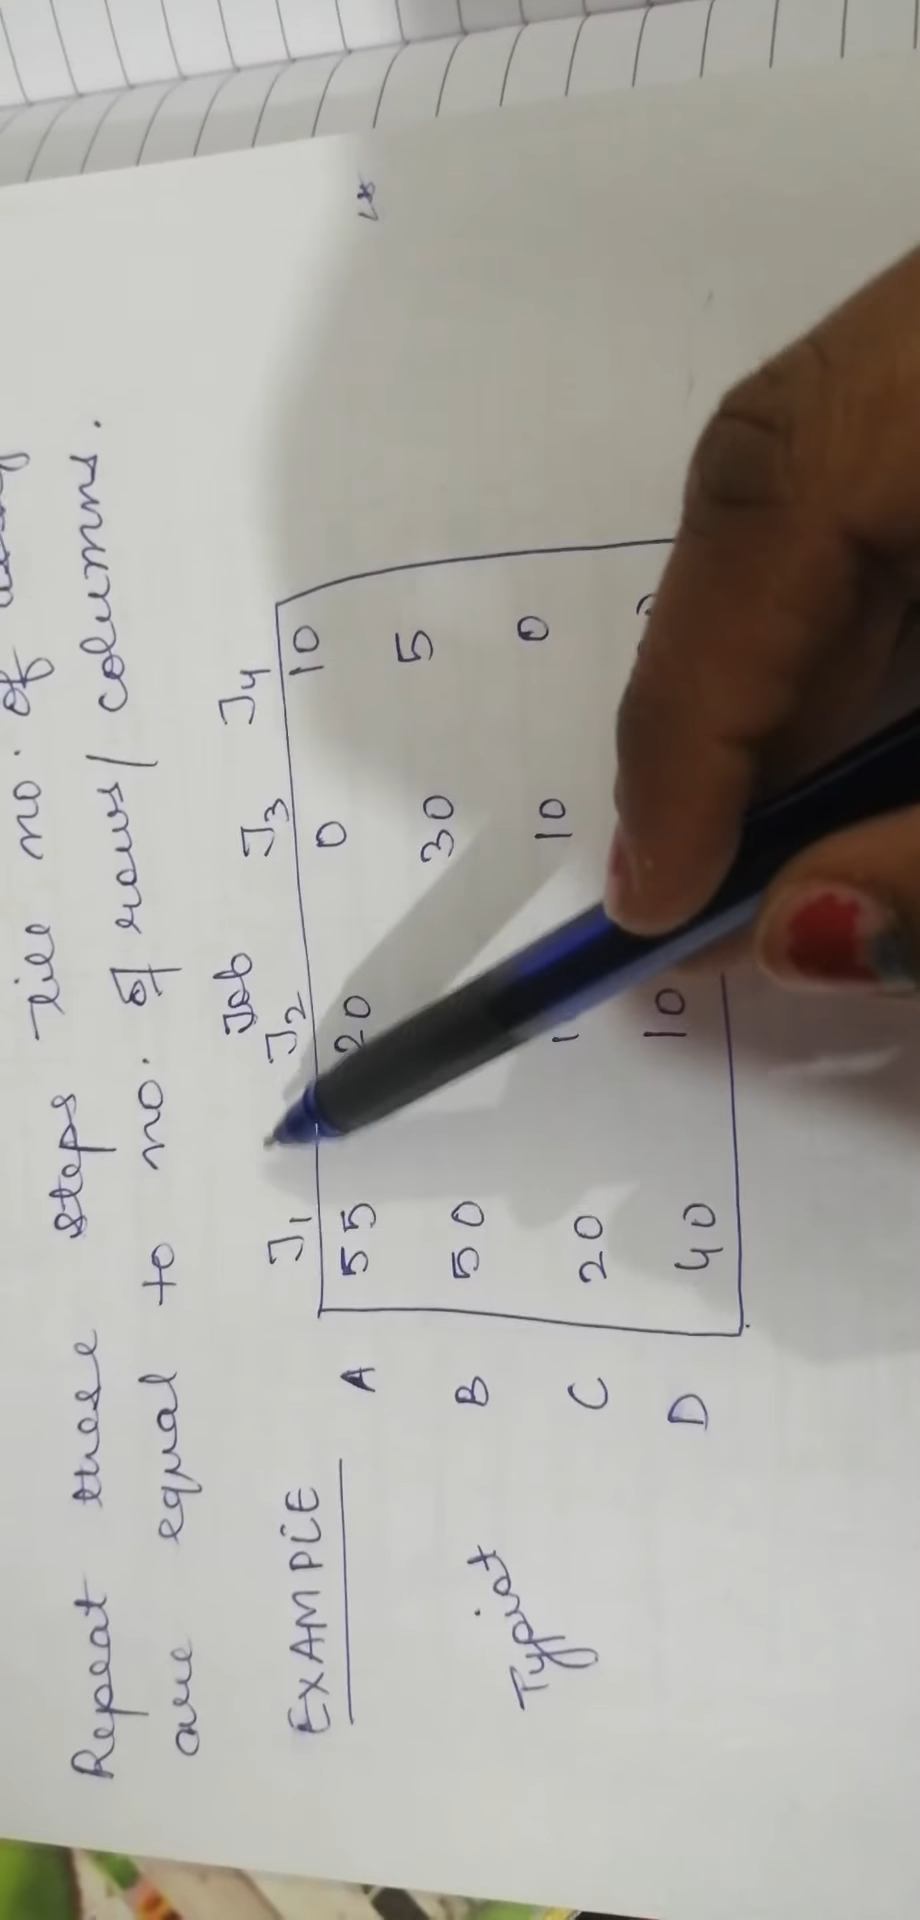 Repeat these steps till no. of
are equal to no. of rows/ columns.
EXAMPLE
Job
J1 J2 J3 J4
A 55 20 0 10
B 50 30 5
Typist
C 20 10 0
D 40 10